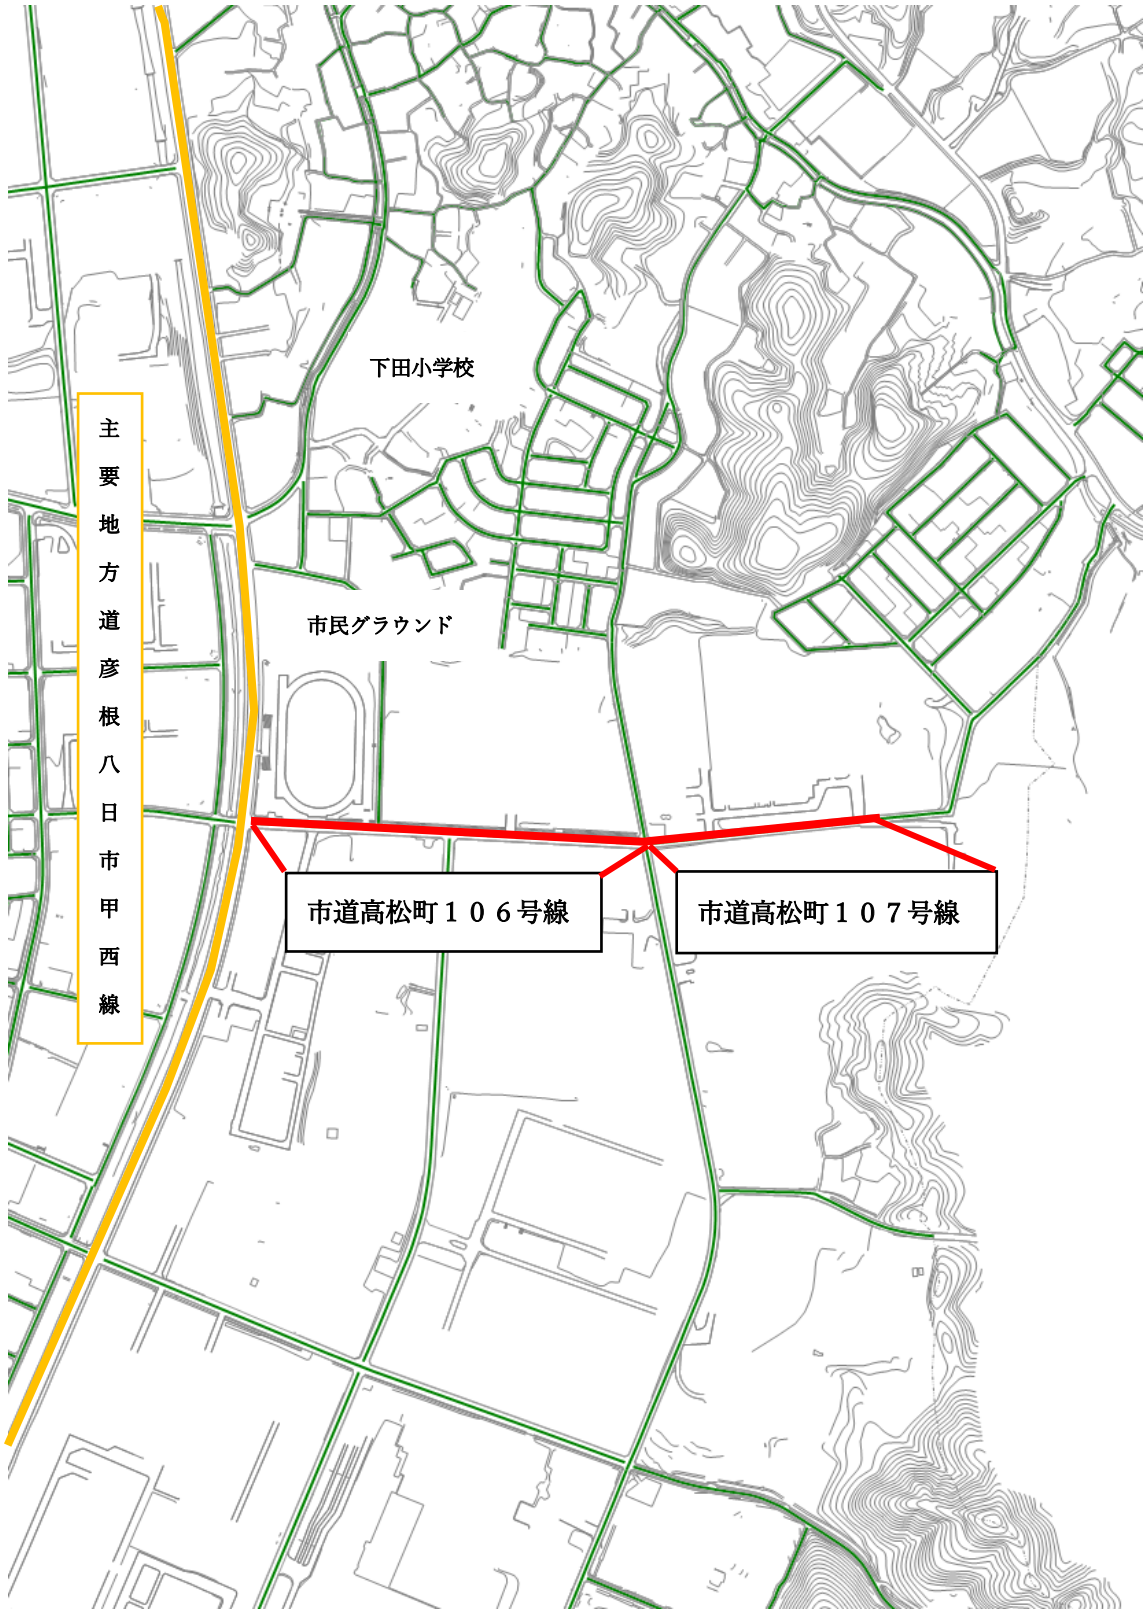 下田小学校
主要地方道彦根八日市甲西線
市民グラウンド
市道高松町１０６号線
市道高松町１０７号線